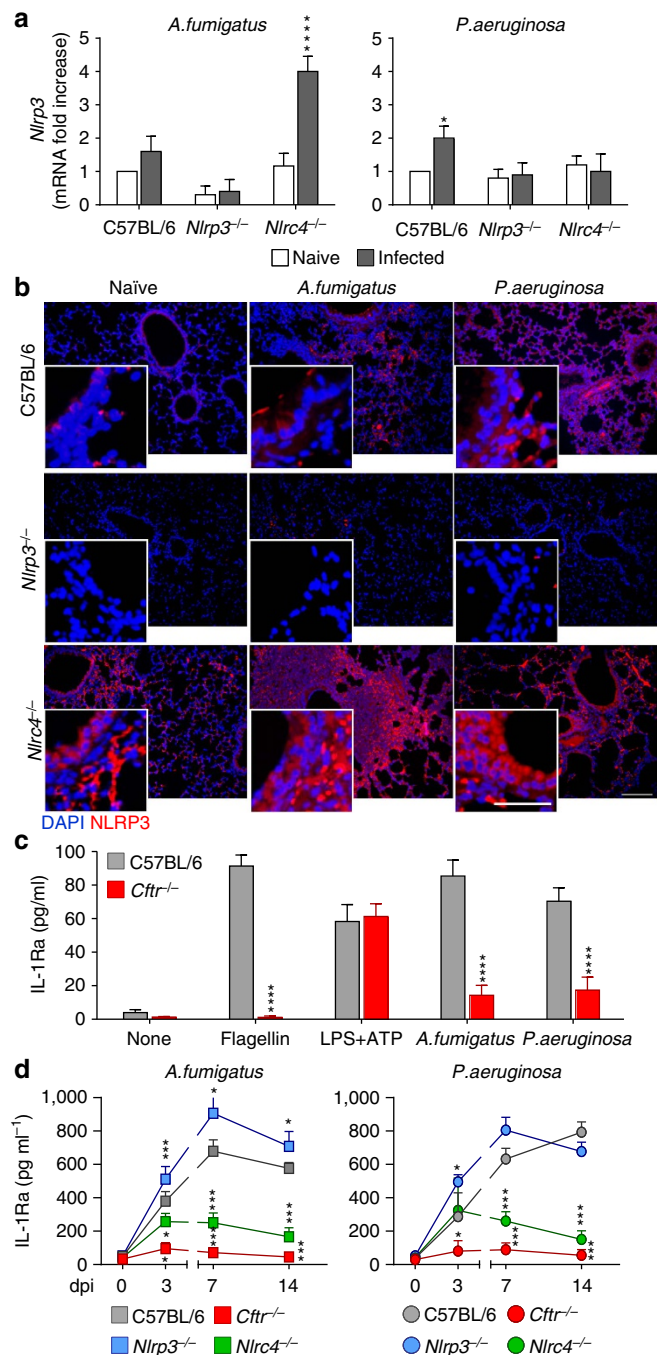 a
A.fumigatus
P.aeruginosa
Nlrp3
(mRNA fold increase)
5
4
2
1
0
****
C57BL/6
Nlrp3–/–
Nlrc4–/–
5
4
2
1
0
*
C57BL/6
Nlrp3–/–
Nlrc4–/–
Naive
Infected
b
Naïve
A.fumigatus
P.aeruginosa
C57BL/6
Nlrp3–/–
Nlrc4–/–
DAPI NLRP3
c
IL-1Ra (pg/ml)
100
80
60
40
20
0
C57BL/6
Cftr–/–
****
****
****
None
Flagellin
LPS+ATP
A.fumigatus
P.aeruginosa
d
A.fumigatus
P.aeruginosa
IL-1Ra (pg ml–1)
1,000
800
600
400
200
0
***
*
*
*
*
****
***
***
***
dpi
0
3
7
14
1,000
800
600
400
200
0
*
*
***
***
***
***
0
3
7
14
C57BL/6
Cftr–/–
Nlrp3–/–
Nlrc4–/–
C57BL/6
Cftr–/–
Nlrp3–/–
Nlrc4–/–